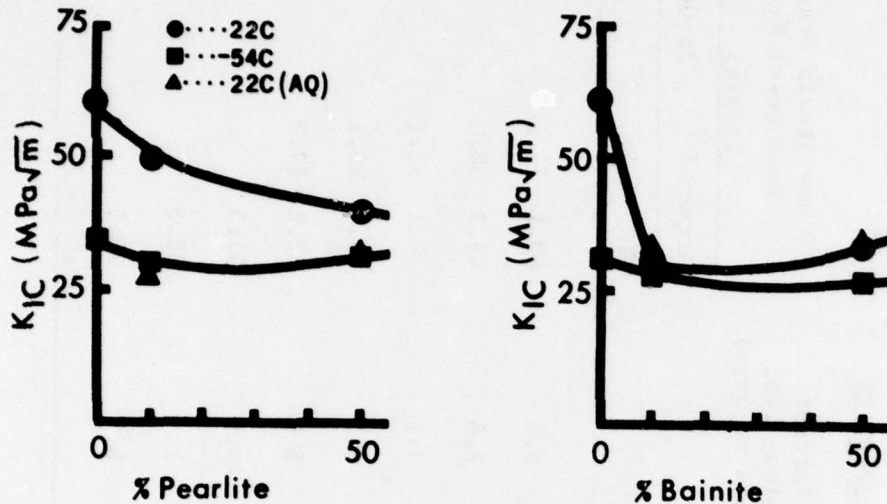 75
●····22C
■····-54C
▲····22C(AQ)
50
25
K_IC (MPa√m)
0
50
% Pearlite
75
50
25
K_IC (MPa√m)
0
50
% Bainite